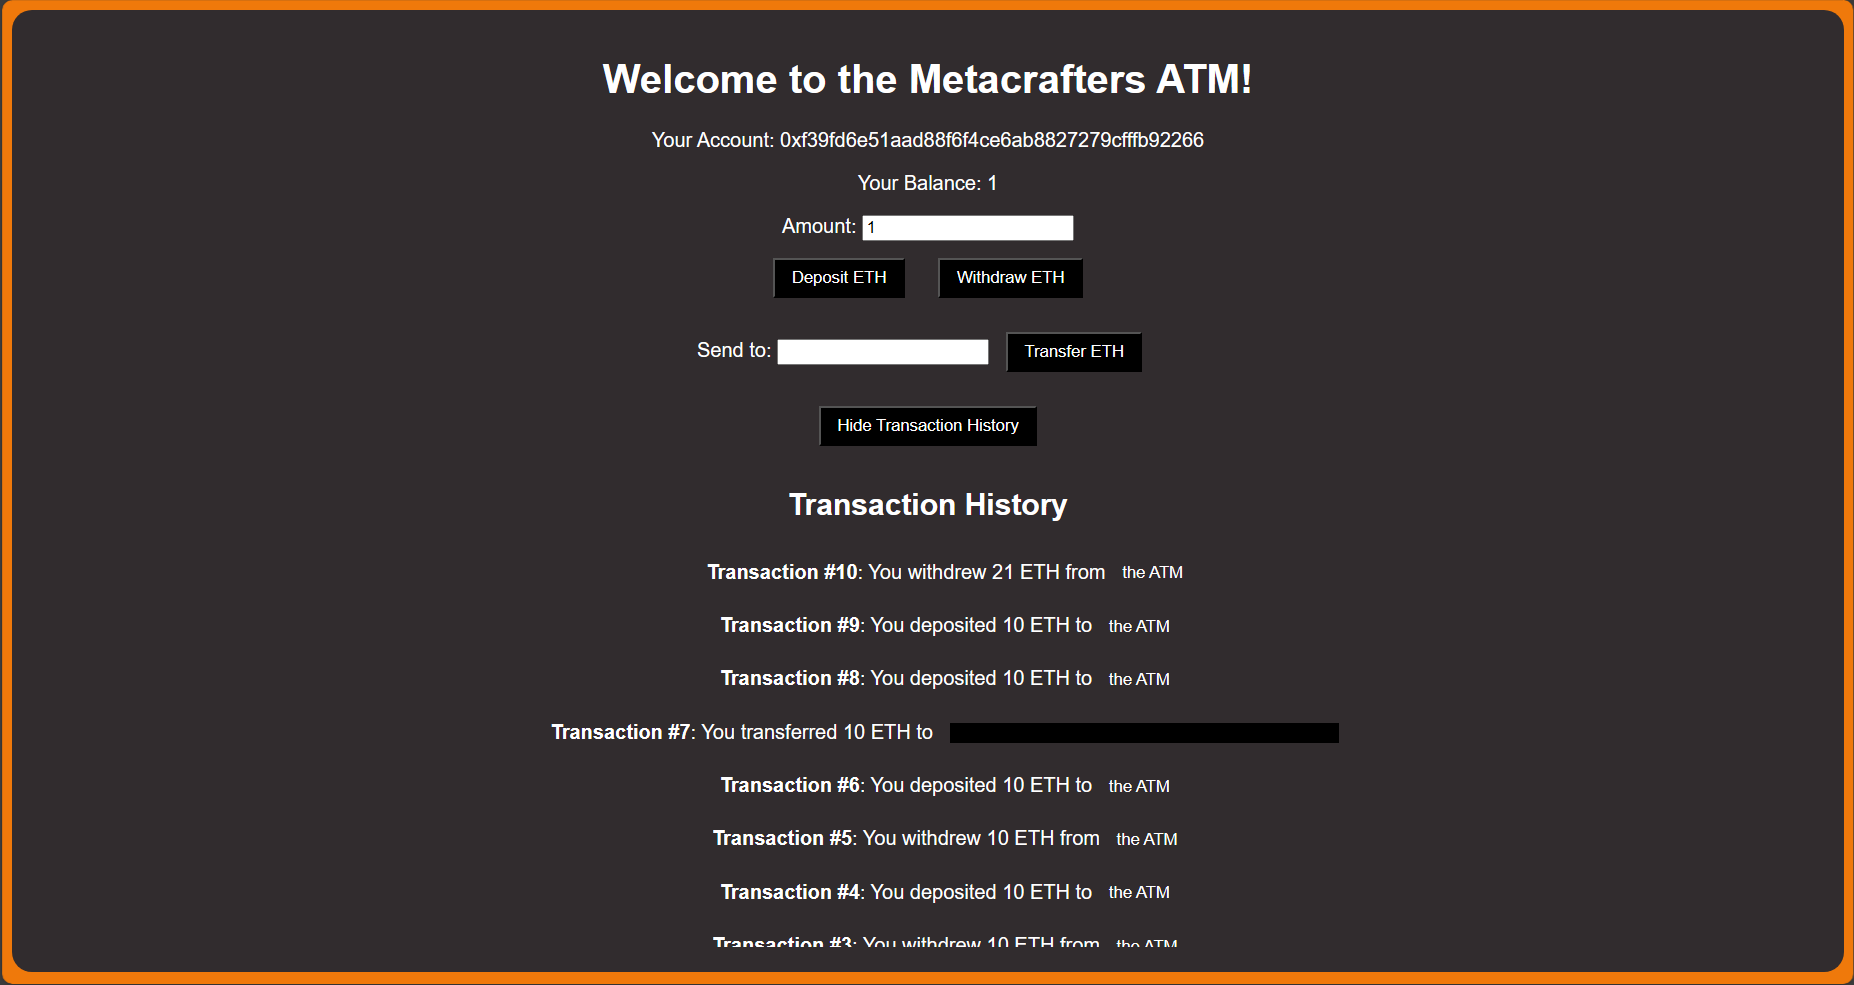 Welcome to the Metacrafters ATM!
Your Account: 0xf39fd6e51aad88f6f4ce6ab8827279cfffb92266
Your Balance: 1
Amount: 1
Deposit ETH Withdraw ETH
Send to: Transfer ETH
Hide Transaction History
Transaction History
Transaction #10: You withdrew 21 ETH from the ATM
Transaction #9: You deposited 10 ETH to the ATM
Transaction #8: You deposited 10 ETH to the ATM
Transaction #7: You transferred 10 ETH to
Transaction #6: You deposited 10 ETH to the ATM
Transaction #5: You withdrew 10 ETH from the ATM
Transaction #4: You deposited 10 ETH to the ATM
Transaction #3: You withdrew 10 ETH from the ATM